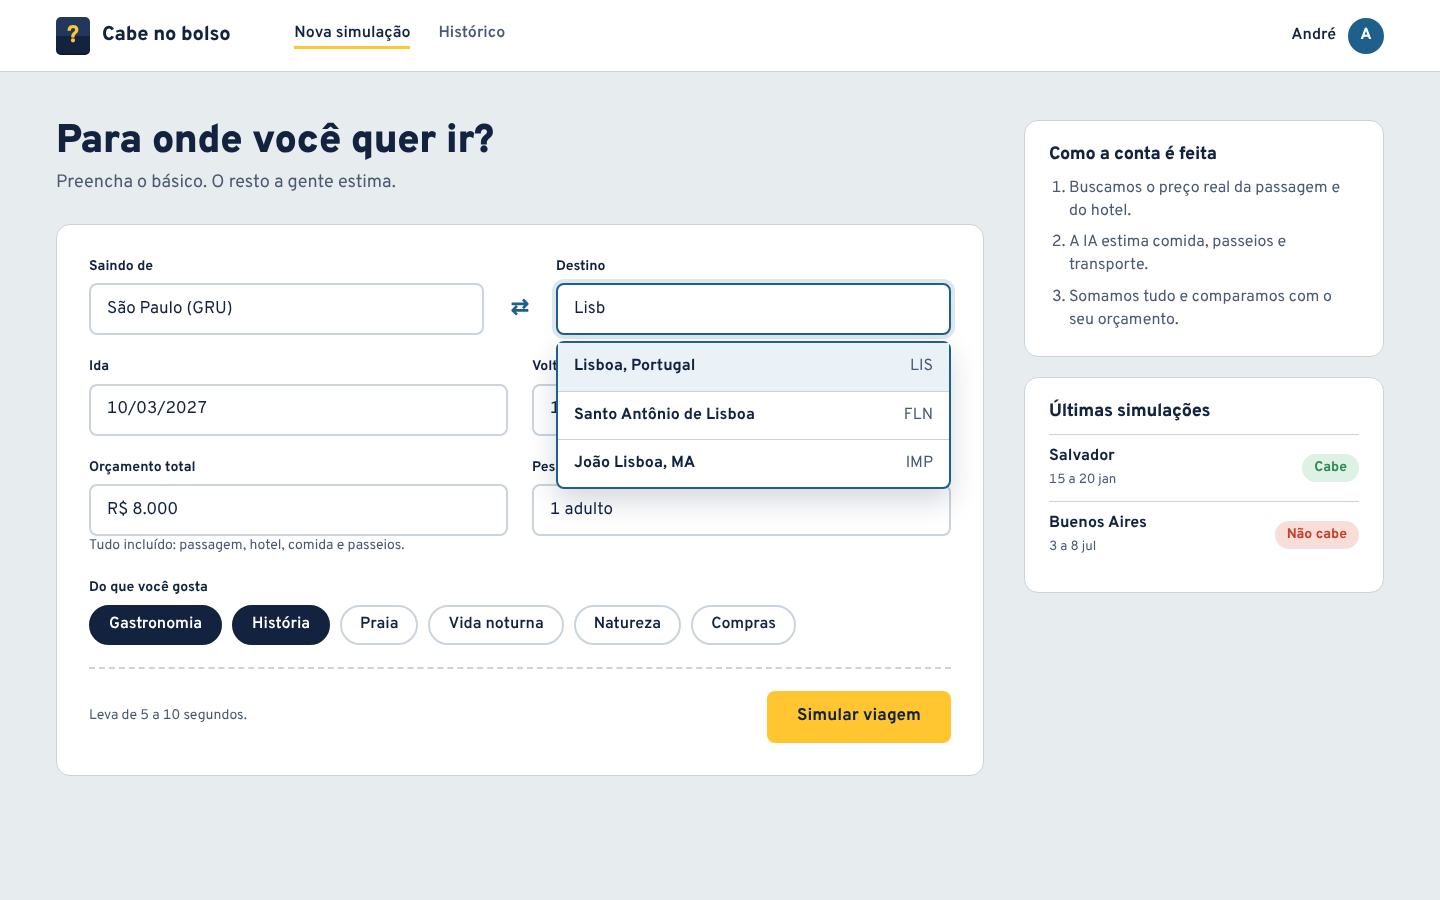 ?
Cabe no bolso
Nova simulação
Histórico
André
A
Para onde você quer ir?
Preencha o básico. O resto a gente estima.
Saindo de
São Paulo (GRU)
⇄
Destino
Lisb
Lisboa, Portugal LIS
Santo Antônio de Lisboa FLN
João Lisboa, MA IMP
Ida
10/03/2027
Orçamento total
R$ 8.000
Tudo incluído: passagem, hotel, comida e passeios.
1 adulto
Do que você gosta
Gastronomia História Praia Vida noturna Natureza Compras
Leva de 5 a 10 segundos.
Simular viagem
Como a conta é feita
1. Buscamos o preço real da passagem e
do hotel.
2. A IA estima comida, passeios e
transporte.
3. Somamos tudo e comparamos com o
seu orçamento.
Últimas simulações
Salvador
15 a 20 jan
Cabe
Buenos Aires
3 a 8 jul
Não cabe